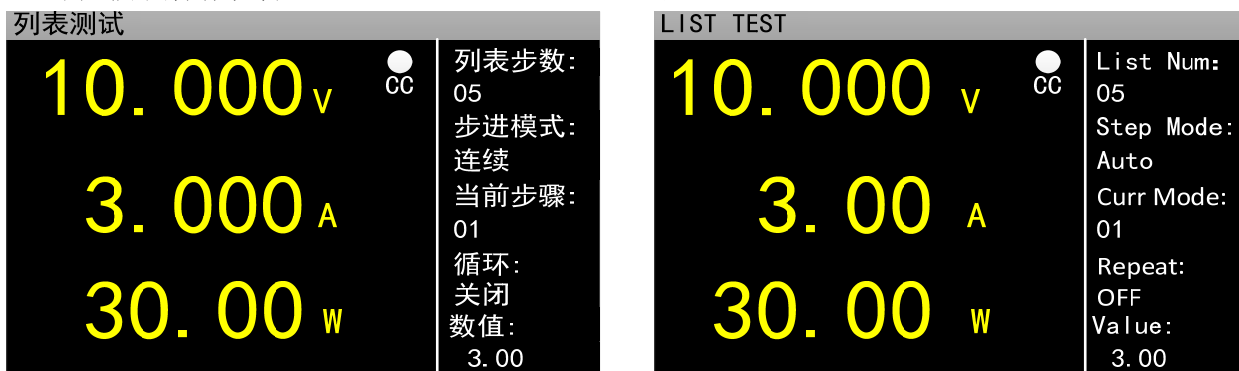 列表测试
10.000 V
CC
3.000 A
30.00 W
列表步数:
05
步进模式:
连续
当前步骤:
01
循环:
关闭
数值:
3.00
LIST TEST
10.000 V
CC
3.00 A
30.00 W
List Num:
05
Step Mode:
Auto
Curr Mode:
01
Repeat:
OFF
Value:
3.00